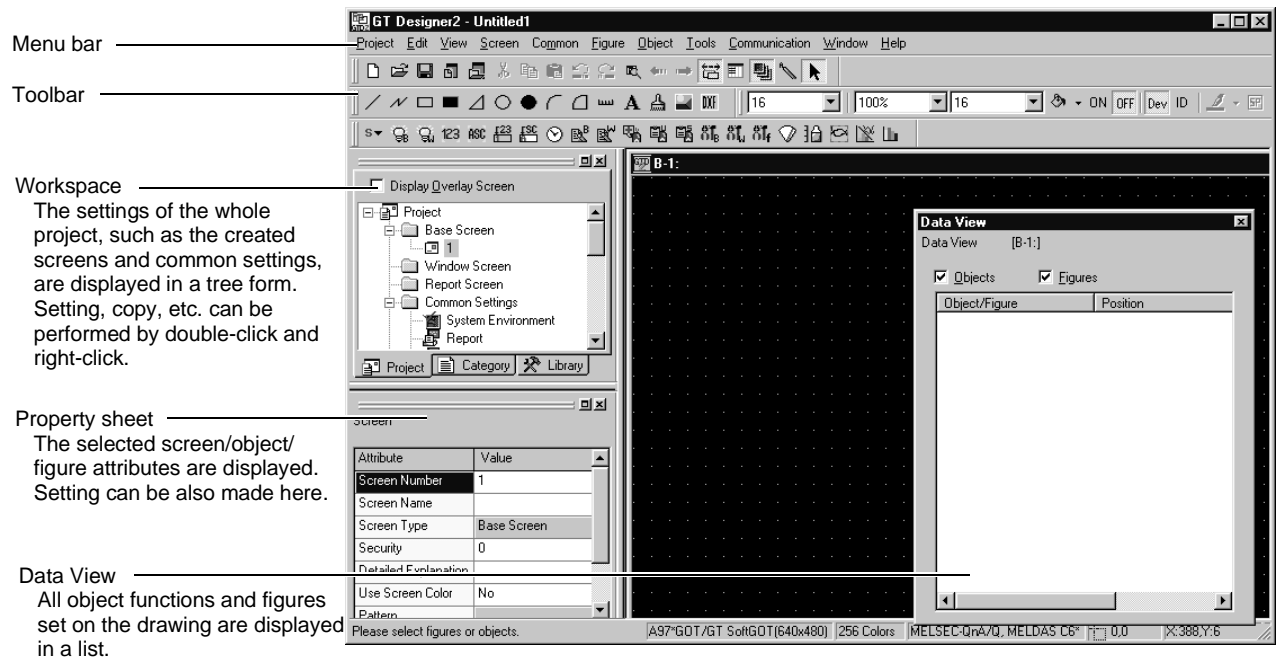 Menu bar
Toolbar
Workspace
The settings of the whole
project, such as the created
screens and common settings,
are displayed in a tree form.
Setting, copy, etc. can be
performed by double-click and
right-click.
Property sheet
The selected screen/object/
figure attributes are displayed.
Setting can be also made here.
Data View
All object functions and figures
set on the drawing are displayed
in a list.
GT Designer2 - Untitled1
Project Edit View Screen Common Figure Object Tools Communication Window Help
A DXF 16 100% 16 ON OFF Dev ID SP
S 123 ASC
Display Overlay Screen
Project
Base Screen
1
Window Screen
Report Screen
Common Settings
System Environment
Report
Project Category Library
Screen
Attribute Value
Screen Number 1
Screen Name
Screen Type Base Screen
Security 0
Detailed Explanation
Use Screen Color No
Pattern
B-1:
Data View
Data View [B-1:]
Objects Figures
Object/Figure Position
Please select figures or objects. A97*GOT/GT SoftGOT(640x480) 256 Colors MELSEC-QnA/Q, MELDAS C6* 0,0 X:388,Y:6